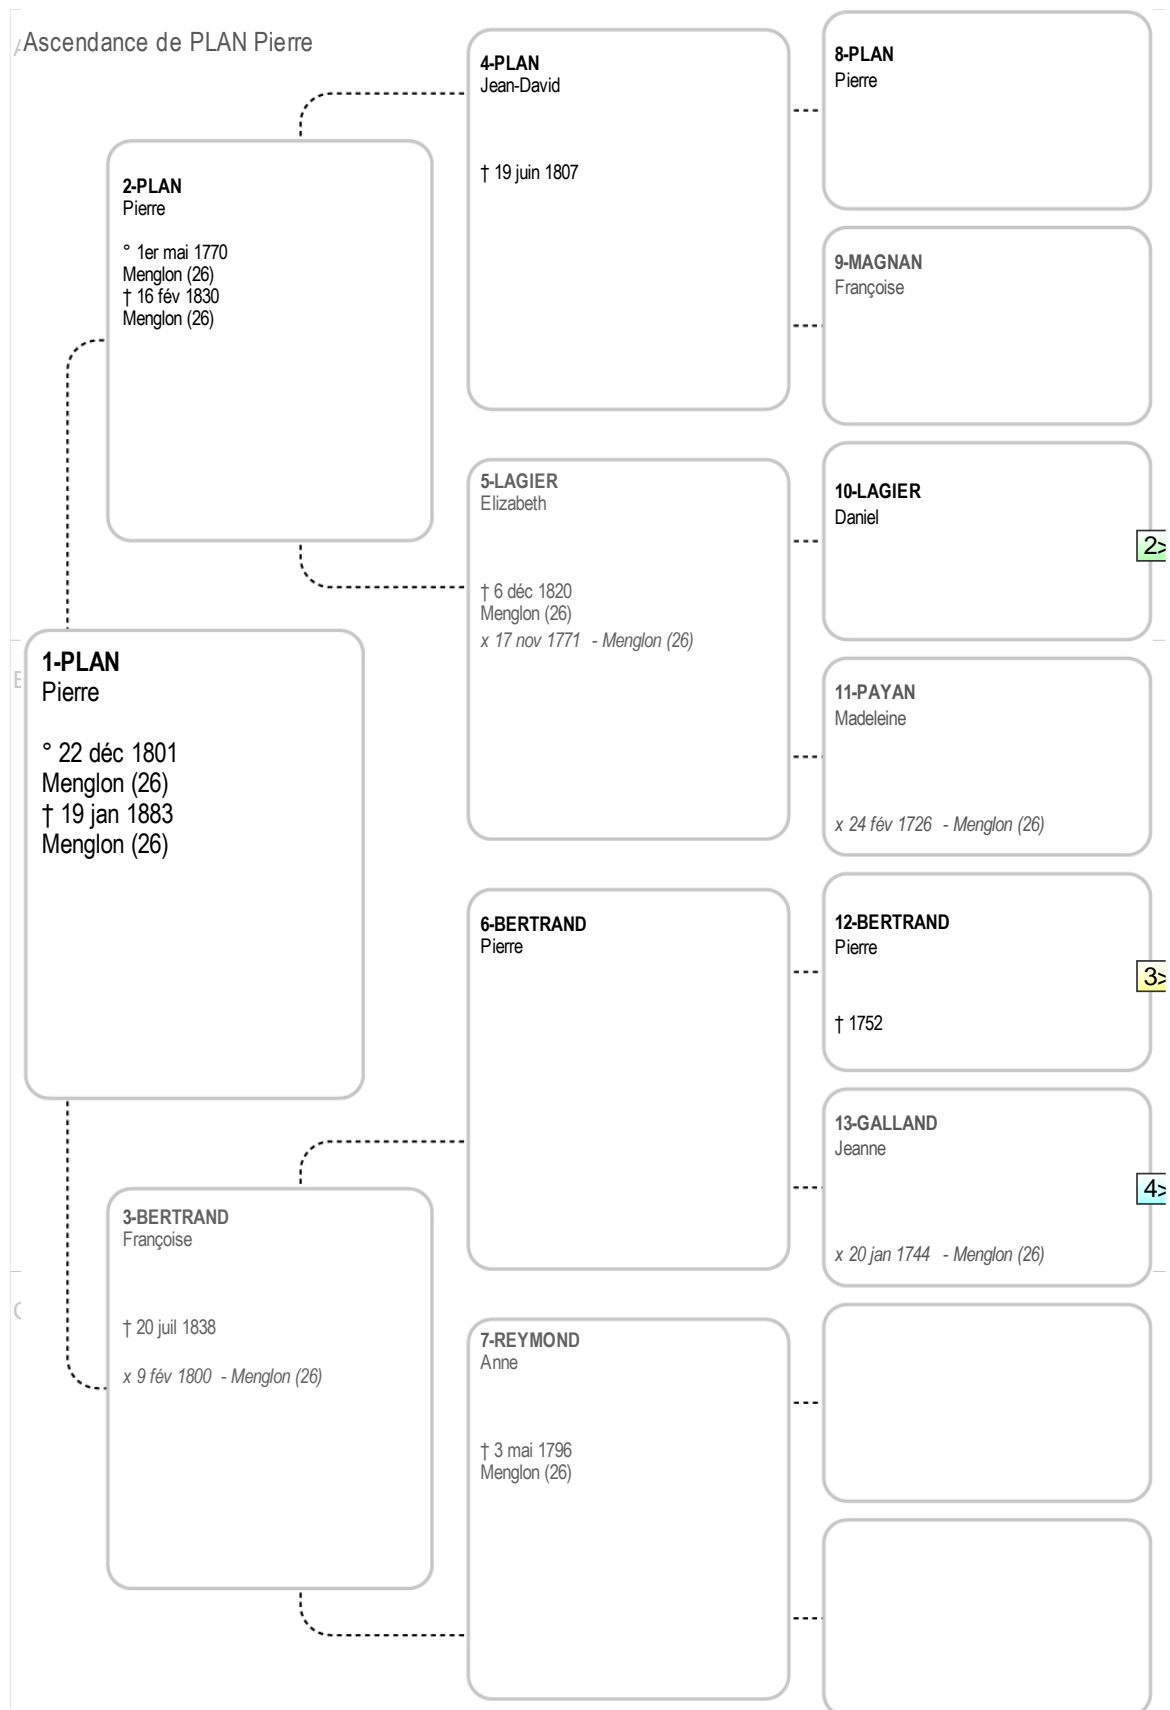 Ascendance de PLAN Pierre
A
4-PLAN
Jean-David
† 19 juin 1807
8-PLAN
Pierre
2-PLAN
Pierre
° 1er mai 1770
Menglon (26)
† 16 fév 1830
Menglon (26)
9-MAGNAN
Françoise
5-LAGIER
Elizabeth
† 6 déc 1820
Menglon (26)
x 17 nov 1771 - Menglon (26)
10-LAGIER
Daniel
2>
1-PLAN
Pierre
° 22 déc 1801
Menglon (26)
† 19 jan 1883
Menglon (26)
11-PAYAN
Madeleine
x 24 fév 1726 - Menglon (26)
6-BERTRAND
Pierre
12-BERTRAND
Pierre
† 1752
3>
13-GALLAND
Jeanne
x 20 jan 1744 - Menglon (26)
4>
3-BERTRAND
Françoise
† 20 juil 1838
x 9 fév 1800 - Menglon (26)
7-REYMOND
Anne
† 3 mai 1796
Menglon (26)